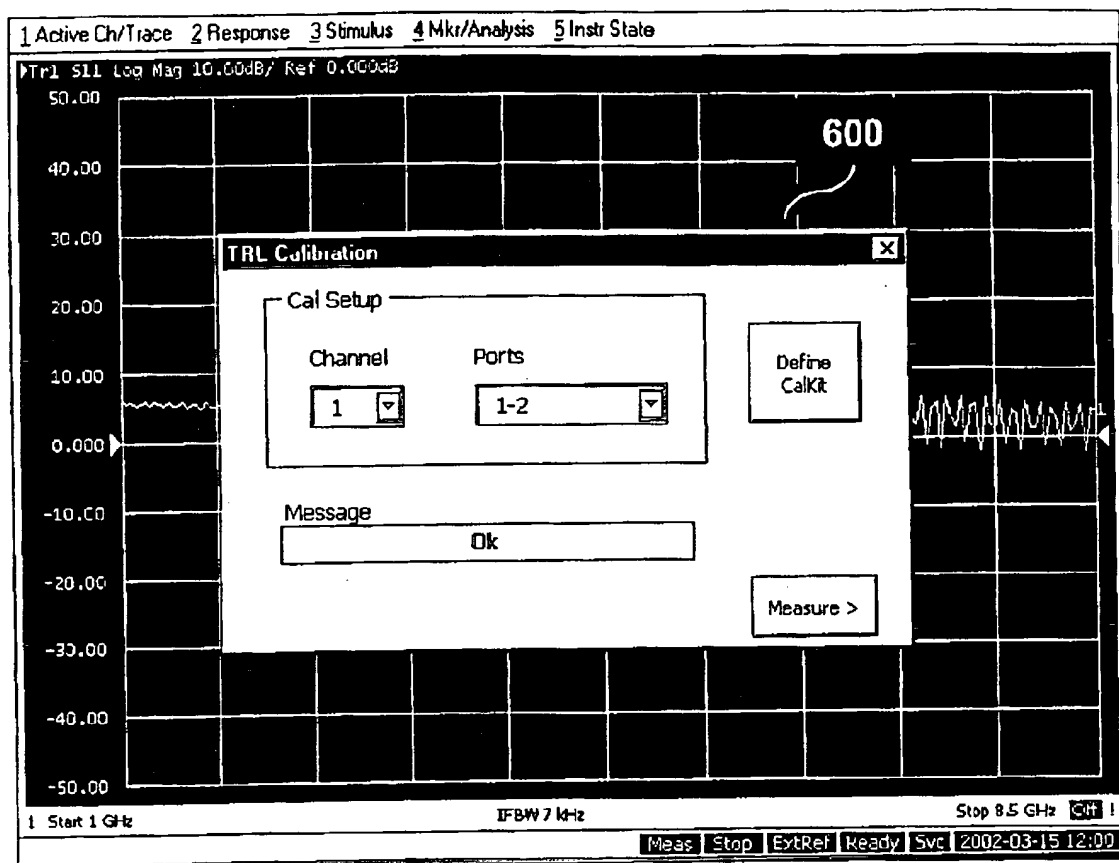 1 Active Ch/Trace 2 Response 3 Stimulus 4 Mkr/Analysis 5 Instr State
Tr1 S11 Log Mag 10.00dB/ Ref 0.000dB
50.00
600
40.00
30.00
TRL Calibration
Cal Setup
20.00
Channel Ports
Define
CalKit
10.00
1 1-2
1
0.000
Message
-10.00
Ok
-20.00
Measure >
-30.00
-40.00
-50.00
1 Start 1 GHz IFBW 7 kHz Stop 8.5 GHz Off !
Meas Stop ExtRef Ready Svc 2002-03-15 12:00